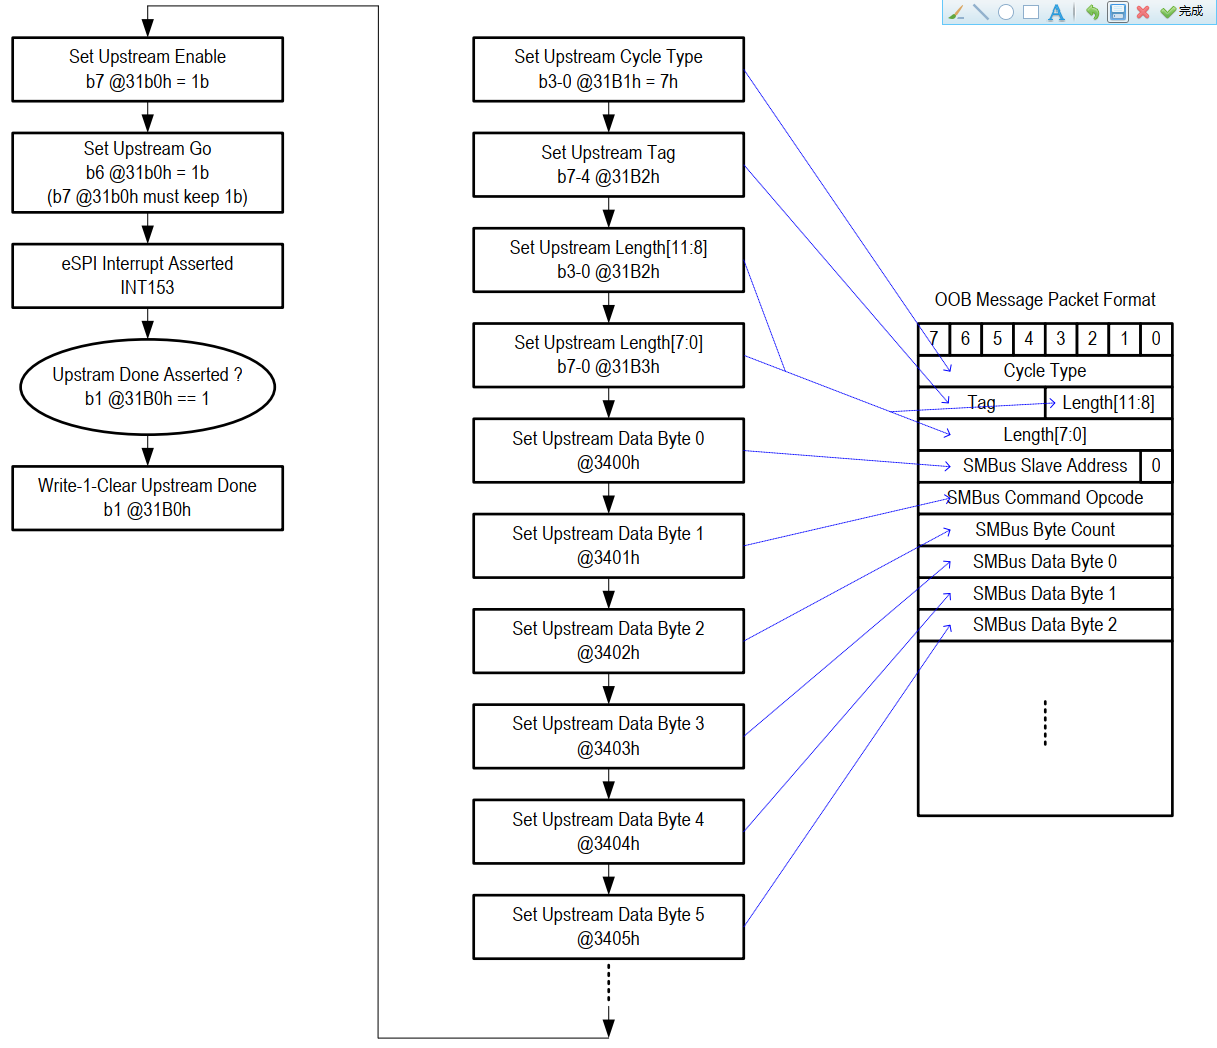 完成
Set Upstream Enable
b7 @31b0h = 1b
Set Upstream Go
b6 @31b0h = 1b
(b7 @31b0h must keep 1b)
eSPI Interrupt Asserted
INT153
Upstram Done Asserted ?
b1 @31B0h == 1
Write-1-Clear Upstream Done
b1 @31B0h
Set Upstream Cycle Type
b3-0 @31B1h = 7h
Set Upstream Tag
b7-4 @31B2h
Set Upstream Length[11:8]
b3-0 @31B2h
Set Upstream Length[7:0]
b7-0 @31B3h
Set Upstream Data Byte 0
@3400h
Set Upstream Data Byte 1
@3401h
Set Upstream Data Byte 2
@3402h
Set Upstream Data Byte 3
@3403h
Set Upstream Data Byte 4
@3404h
Set Upstream Data Byte 5
@3405h
OOB Message Packet Format
7 6 5 4 3 2 1 0
Cycle Type
Tag Length[11:8]
Length[7:0]
SMBus Slave Address 0
SMBus Command Opcode
SMBus Byte Count
SMBus Data Byte 0
SMBus Data Byte 1
SMBus Data Byte 2